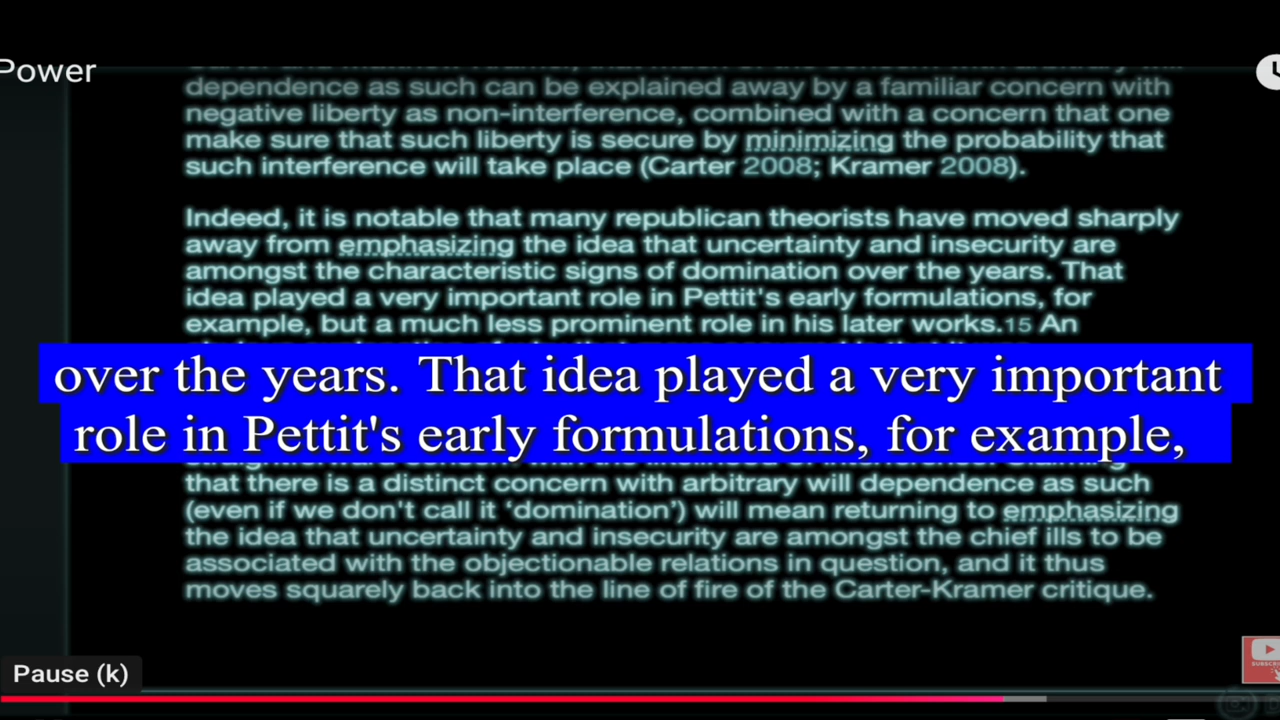 Power
dependence as such can be explained away by a familiar concern with
negative liberty as non-interference, combined with a concern that one
make sure that such liberty is secure by minimizing the probability that
such interference will take place (Carter 2008; Kramer 2008).
Indeed, it is notable that many republican theorists have moved sharply
away from emphasizing the idea that uncertainty and insecurity are
amongst the characteristic signs of domination over the years. That
idea played a very important role in Pettit's early formulations, for
example, but a much less prominent role in his later works.15 An
over the years. That idea played a very important
role in Pettit's early formulations, for example,
that there is a distinct concern with arbitrary will dependence as such
(even if we don't call it ‘domination’) will mean returning to emphasizing
the idea that uncertainty and insecurity are amongst the chief ills to be
associated with the objectionable relations in question, and it thus
moves squarely back into the line of fire of the Carter-Kramer critique.
Pause (k)